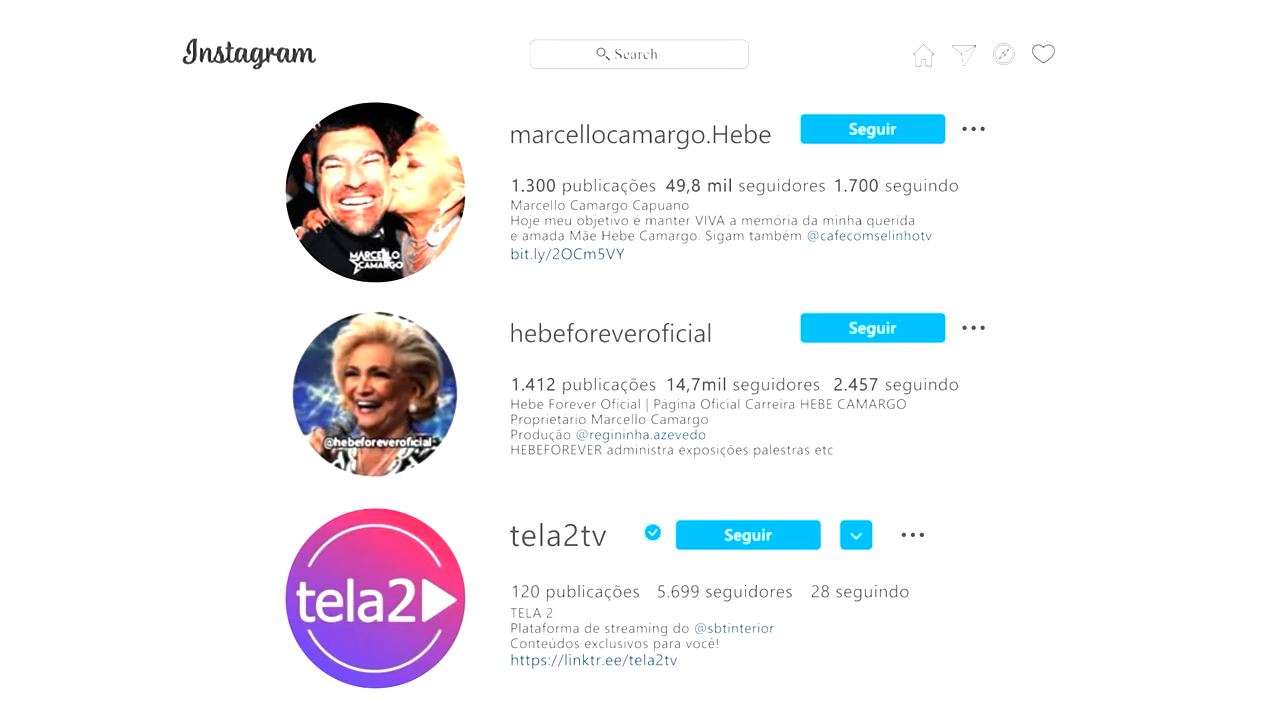 Instagram
Search
marcellocamargo.Hebe
Seguir
1.300 publicações 49,8 mil seguidores 1.700 seguindo
Marcello Camargo Capuano
Hoje meu objetivo é manter VIVA a memória da minha querida
e amada Mãe Hebe Camargo. Sigam também @cafecomselinhotv
bit.ly/2OCm5VY
MARCELLO
CAMARGO
hebeforeveroficial
Seguir
1.412 publicações 14,7mil seguidores 2.457 seguindo
Hebe Forever Oficial | Página Oficial Carreira HEBE CAMARGO
Proprietário Marcello Camargo
Produção @regininha.azevedo
HEBEFOREVER administra exposições palestras etc
@hebeforeveroficial
tela2tv
Seguir
120 publicações 5.699 seguidores 28 seguindo
TELA 2
Plataforma de streaming do @sbtinterior
Conteúdos exclusivos para você!
https://linktr.ee/tela2tv
tela2